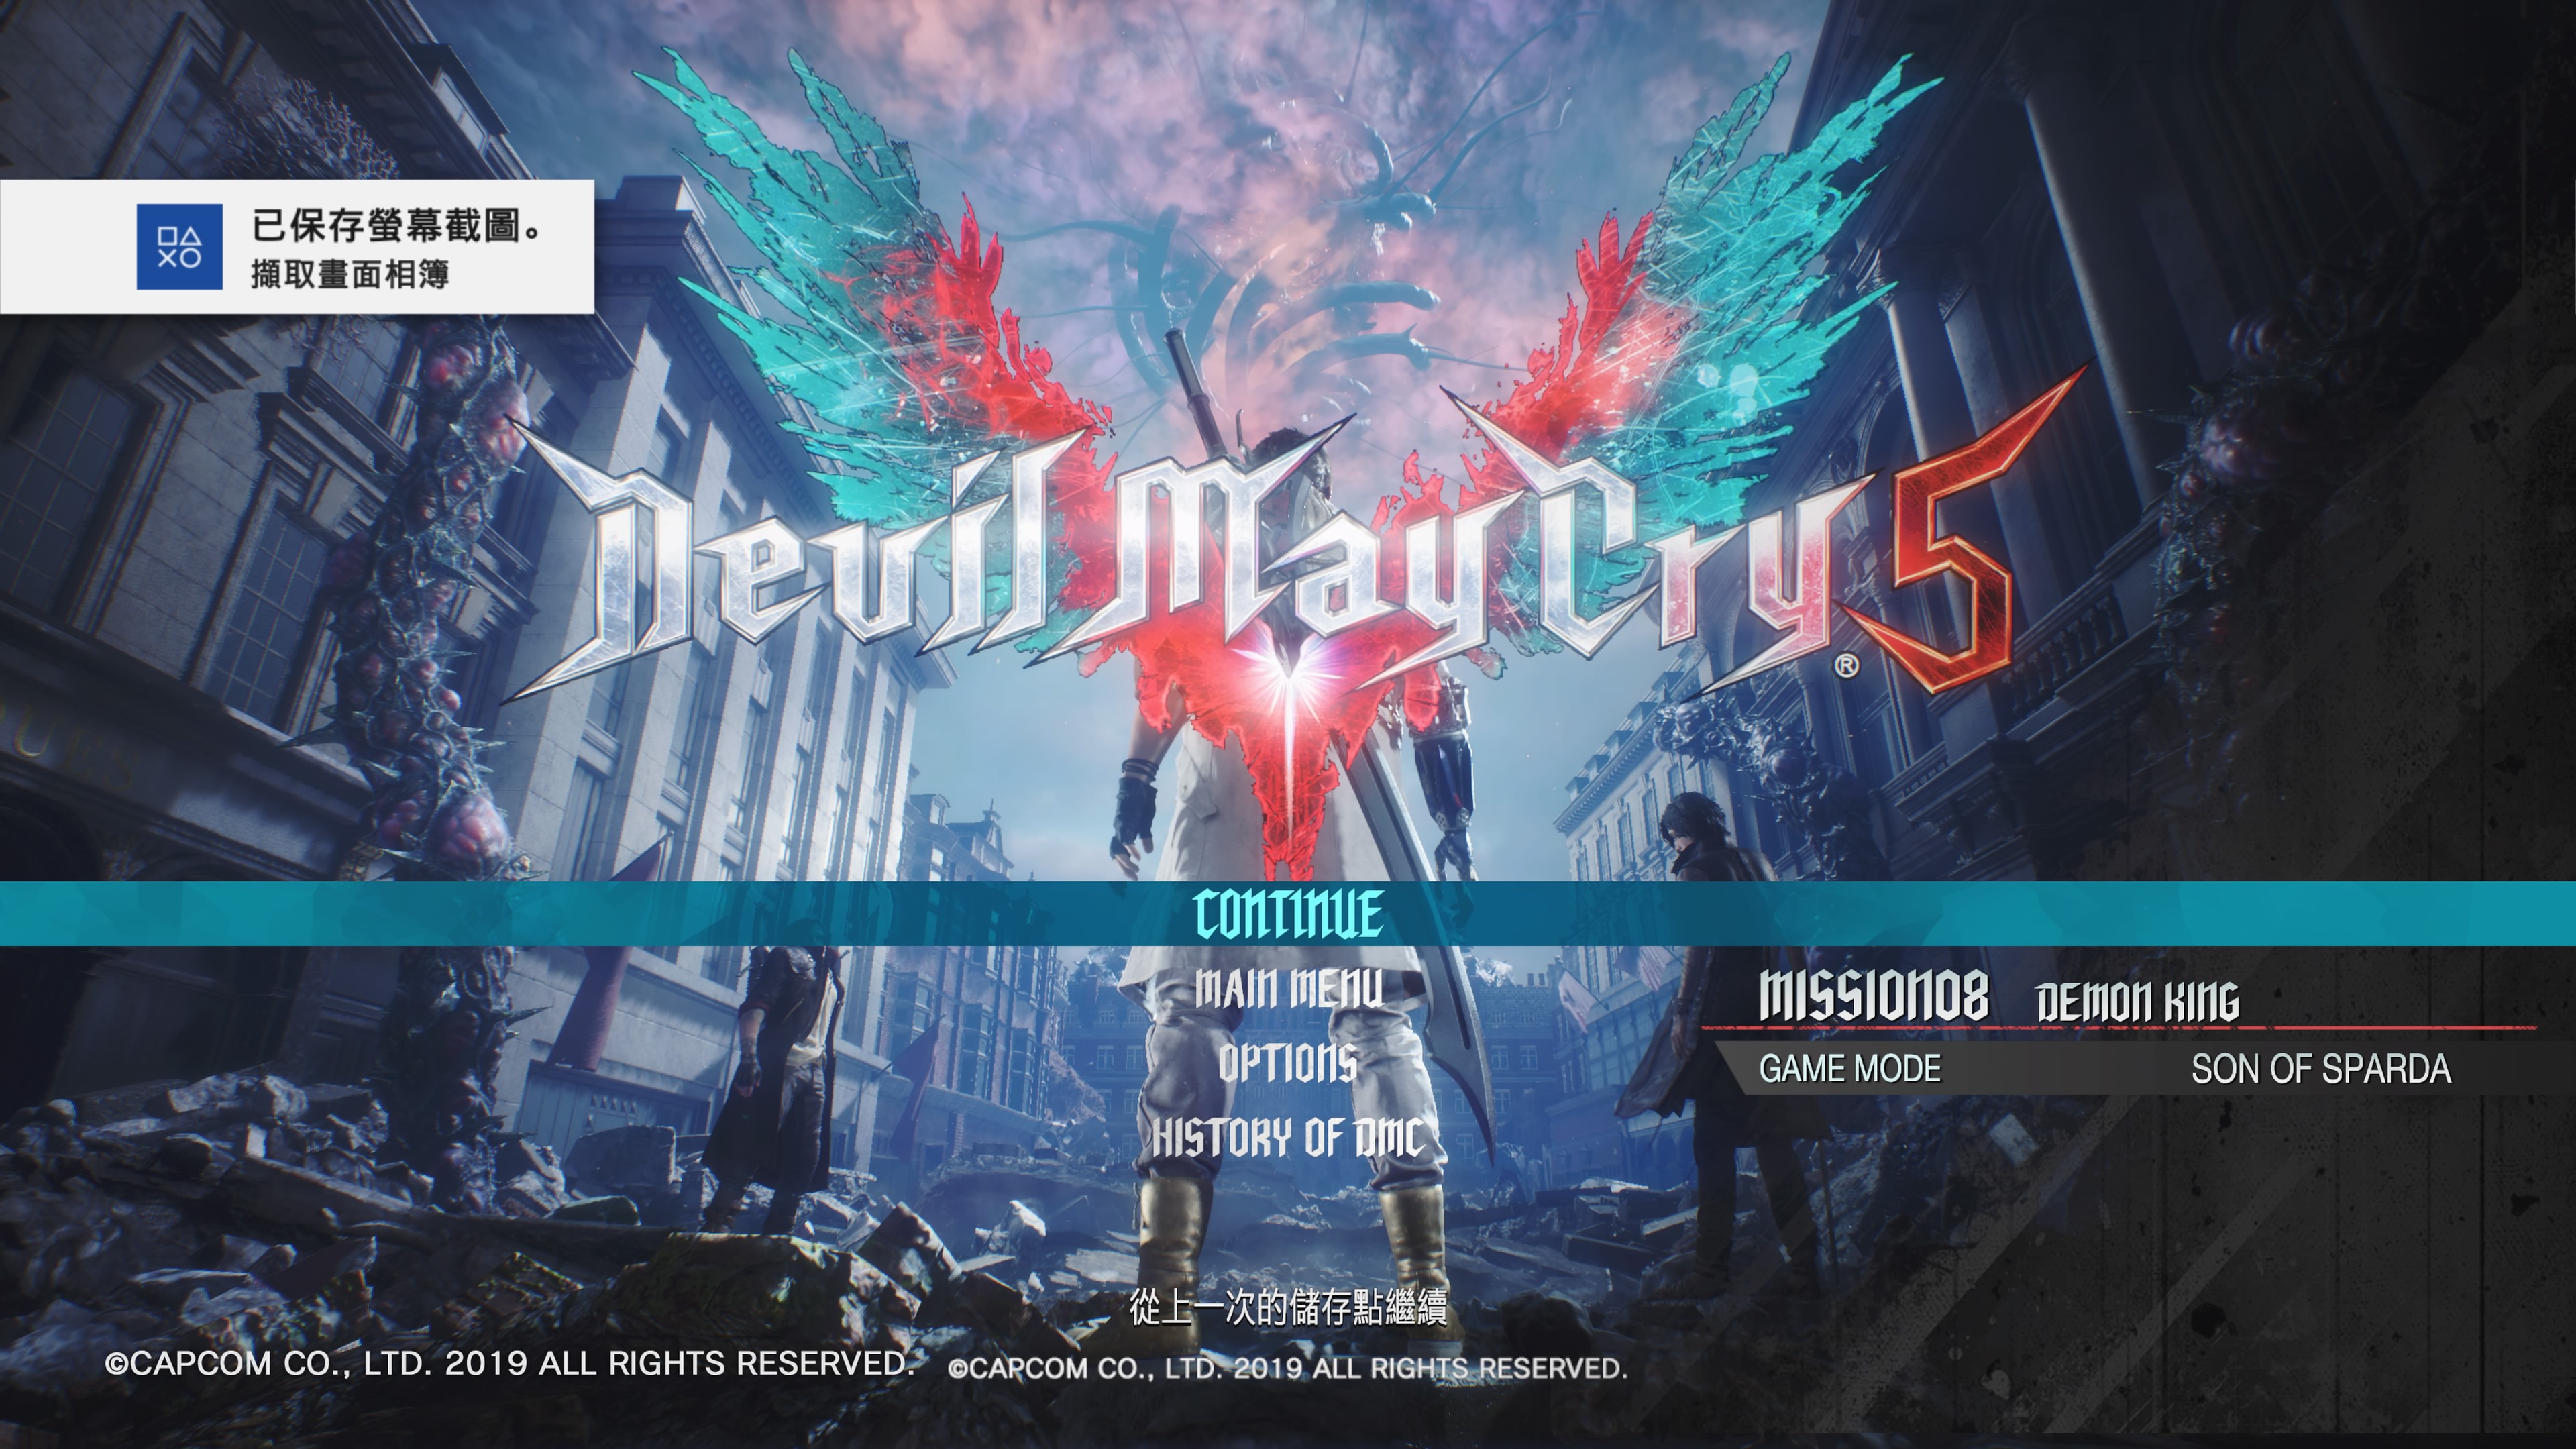 已保存螢幕截圖。
擷取畫面相簿
Devil May Cry 5
®
CONTINUE
MAIN MENU
OPTIONS
HISTORY OF DMC
MISSION08 DEMON KING
GAME MODE SON OF SPARDA
從上一次的儲存點繼續
©CAPCOM CO., LTD. 2019 ALL RIGHTS RESERVED.
©CAPCOM CO., LTD. 2019 ALL RIGHTS RESERVED.